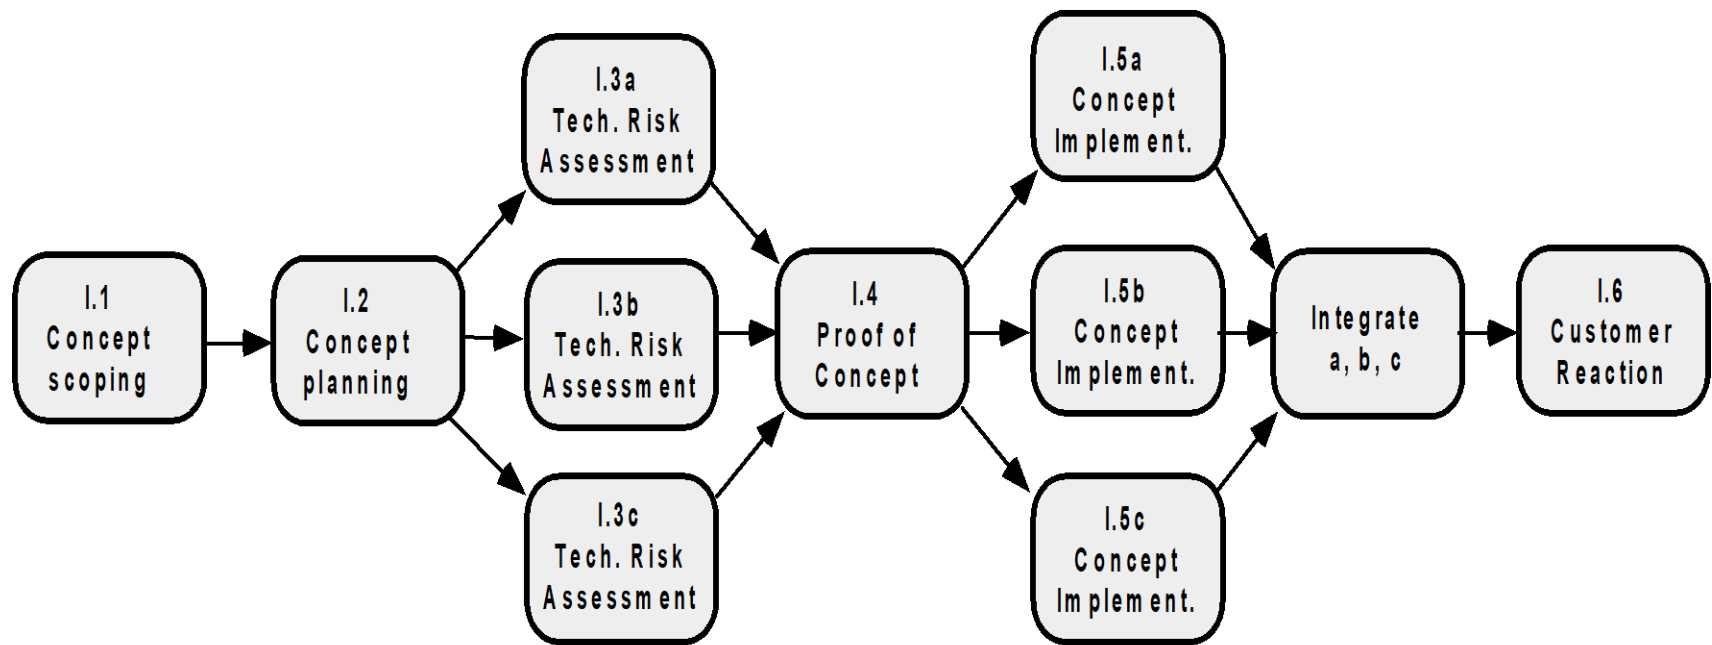 I.1
Concept
scoping
I.2
Concept
planning
I.3a
Tech. Risk
Assessment
I.3b
Tech. Risk
Assessment
I.3c
Tech. Risk
Assessment
I.4
Proof of
Concept
I.5a
Concept
Implement.
I.5b
Concept
Implement.
I.5c
Concept
Implement.
Integrate
a, b, c
I.6
Customer
Reaction